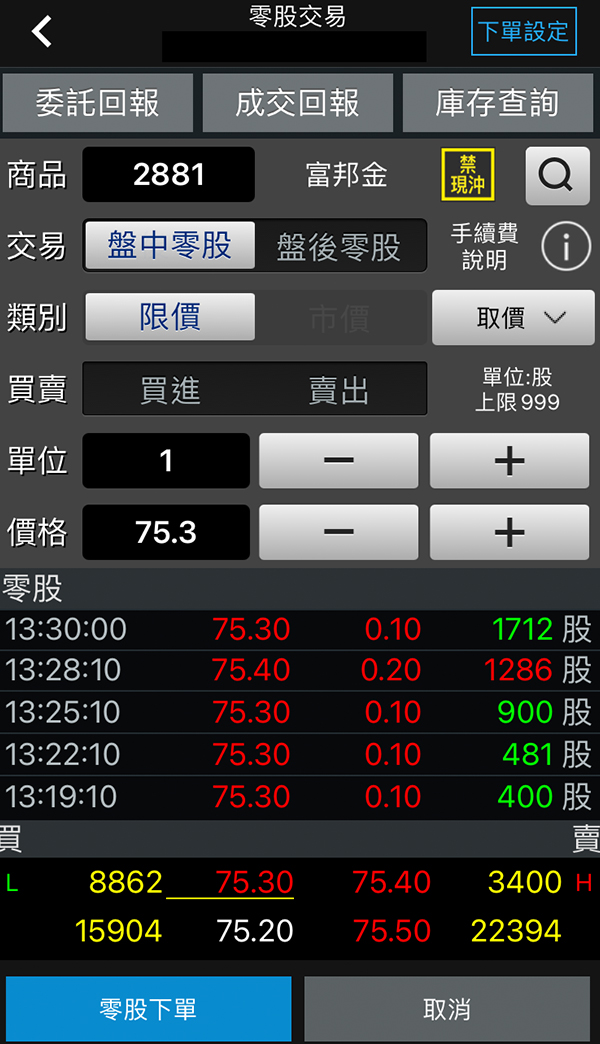 零股交易
下單設定
委託回報 成交回報 庫存查詢
商品 2881 富邦金 禁現沖
交易 盤中零股 盤後零股 手續費說明 i
類別 限價 市價 取價
買賣 買進 賣出 單位:股
上限999
單位 1 − +
價格 75.3 − +
零股
13:30:00 75.30 0.10 1712 股
13:28:10 75.40 0.20 1286 股
13:25:10 75.30 0.10 900 股
13:22:10 75.30 0.10 481 股
13:19:10 75.30 0.10 400 股
買 賣
L 8862 75.30 75.40 3400 H
15904 75.20 75.50 22394
零股下單 取消